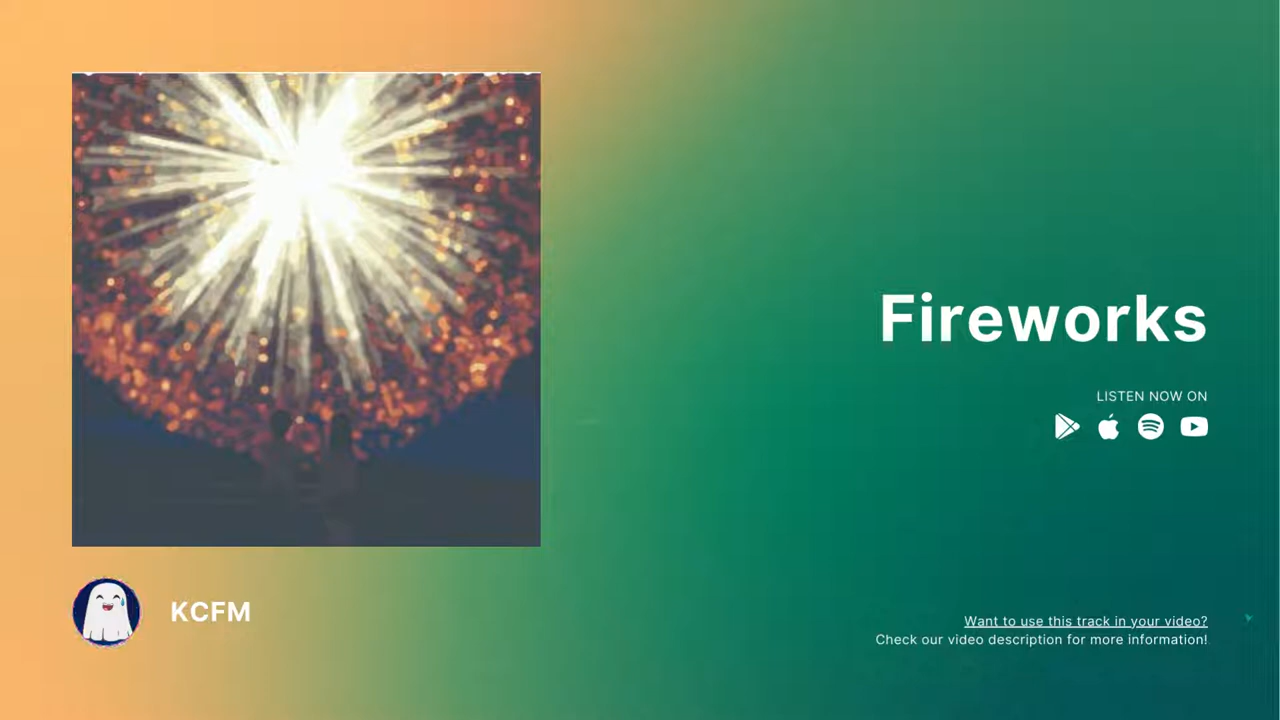 Fireworks
LISTEN NOW ON
KCFM
Want to use this track in your video?
Check our video description for more information!